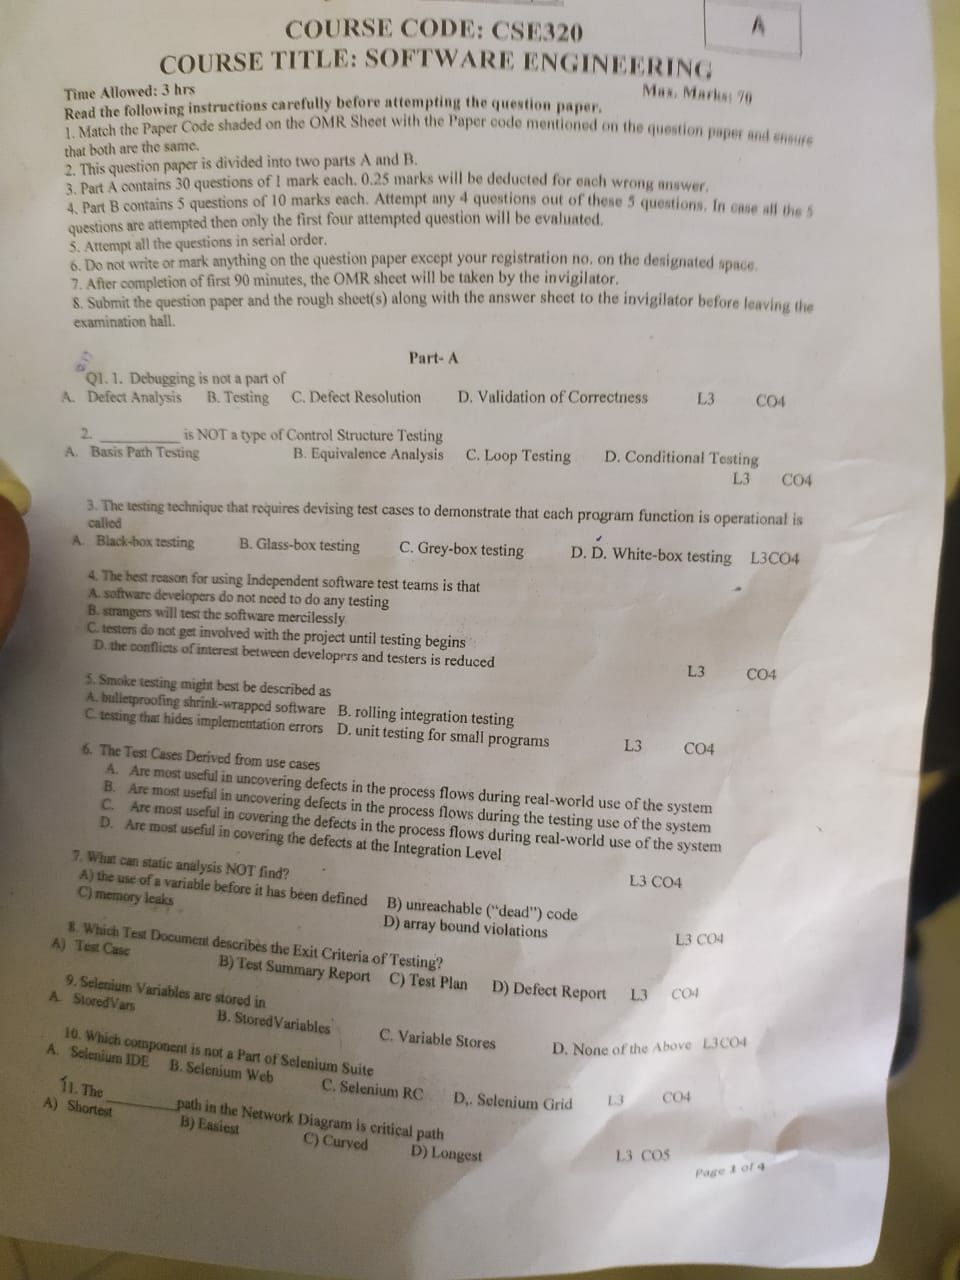 A
COURSE CODE: CSE320
COURSE TITLE: SOFTWARE ENGINEERING
Time Allowed: 3 hrs Max. Marks: 70
Read the following instructions carefully before attempting the question paper.
1. Match the Paper Code shaded on the OMR Sheet with the Paper code mentioned on the question paper and ensure
that both are the same.
2. This question paper is divided into two parts A and B.
3. Part A contains 30 questions of 1 mark each. 0.25 marks will be deducted for each wrong answer.
4. Part B contains 5 questions of 10 marks each. Attempt any 4 questions out of these 5 questions. In case all the 5
questions are attempted then only the first four attempted question will be evaluated.
5. Attempt all the questions in serial order.
6. Do not write or mark anything on the question paper except your registration no. on the designated space.
7. After completion of first 90 minutes, the OMR sheet will be taken by the invigilator.
8. Submit the question paper and the rough sheet(s) along with the answer sheet to the invigilator before leaving the
examination hall.
Part- A
Q1. 1. Debugging is not a part of
A. Defect Analysis B. Testing C. Defect Resolution D. Validation of Correctness L3 CO4
2. __________ is NOT a type of Control Structure Testing
A. Basis Path Testing B. Equivalence Analysis C. Loop Testing D. Conditional Testing
L3 CO4
3. The testing technique that requires devising test cases to demonstrate that each program function is operational is
called
A. Black-box testing B. Glass-box testing C. Grey-box testing D. D. White-box testing L3CO4
4. The best reason for using Independent software test teams is that
A. software developers do not need to do any testing
B. strangers will test the software mercilessly
C. testers do not get involved with the project until testing begins
D. the conflicts of interest between developers and testers is reduced
L3 CO4
5. Smoke testing might best be described as
A. bulletproofing shrink-wrapped software B. rolling integration testing
C. testing that hides implementation errors D. unit testing for small programs
L3 CO4
6. The Test Cases Derived from use cases
A. Are most useful in uncovering defects in the process flows during real-world use of the system
B. Are most useful in uncovering defects in the process flows during the testing use of the system
C. Are most useful in covering the defects in the process flows during real-world use of the system
D. Are most useful in covering the defects at the Integration Level
L3 CO4
7. What can static analysis NOT find?
A) the use of a variable before it has been defined B) unreachable (“dead”) code
C) memory leaks D) array bound violations
L3 CO4
8. Which Test Document describes the Exit Criteria of Testing?
A) Test Case B) Test Summary Report C) Test Plan D) Defect Report L3 CO4
9. Selenium Variables are stored in
A. StoredVars B. StoredVariables C. Variable Stores D. None of the Above L3CO4
10. Which component is not a Part of Selenium Suite
A. Selenium IDE B. Selenium Web C. Selenium RC D,. Selenium Grid L3 CO4
11. The __________ path in the Network Diagram is critical path
A) Shortest B) Easiest C) Curved D) Longest
L3 CO5
Page 1 of 4